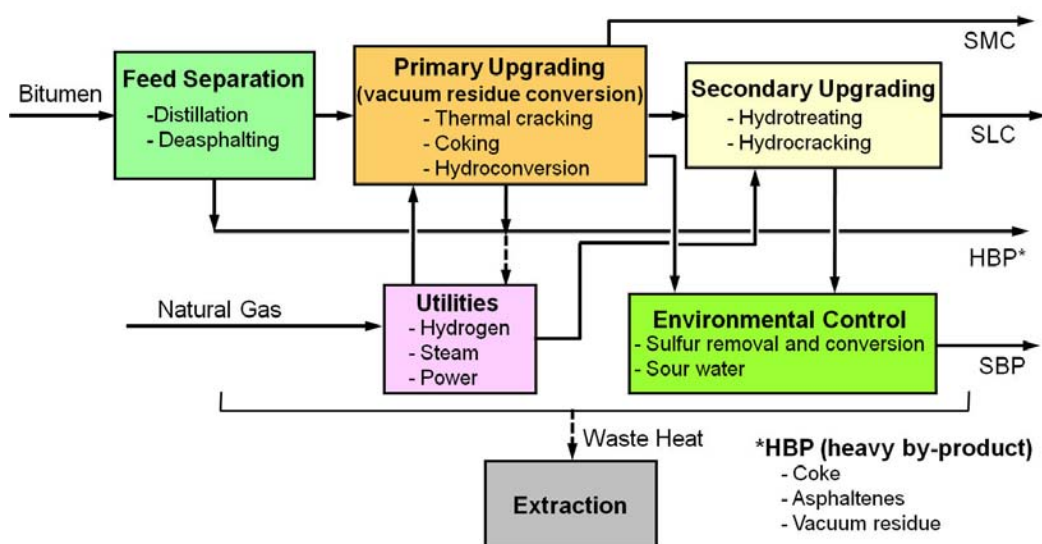 SMC
Bitumen
Feed Separation
-Distillation
- Deasphalting
Primary Upgrading
(vacuum residue conversion)
- Thermal cracking
- Coking
- Hydroconversion
Secondary Upgrading
- Hydrotreating
- Hydrocracking
SLC
HBP*
Natural Gas
Utilities
- Hydrogen
- Steam
- Power
Environmental Control
- Sulfur removal and conversion
- Sour water
SBP
Waste Heat
Extraction
*HBP (heavy by-product)
- Coke
- Asphaltenes
- Vacuum residue